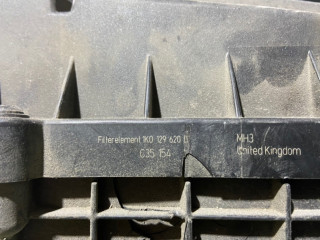 Filterelement 1K0 129 620 D
C35 154
MH3
United Kingdom